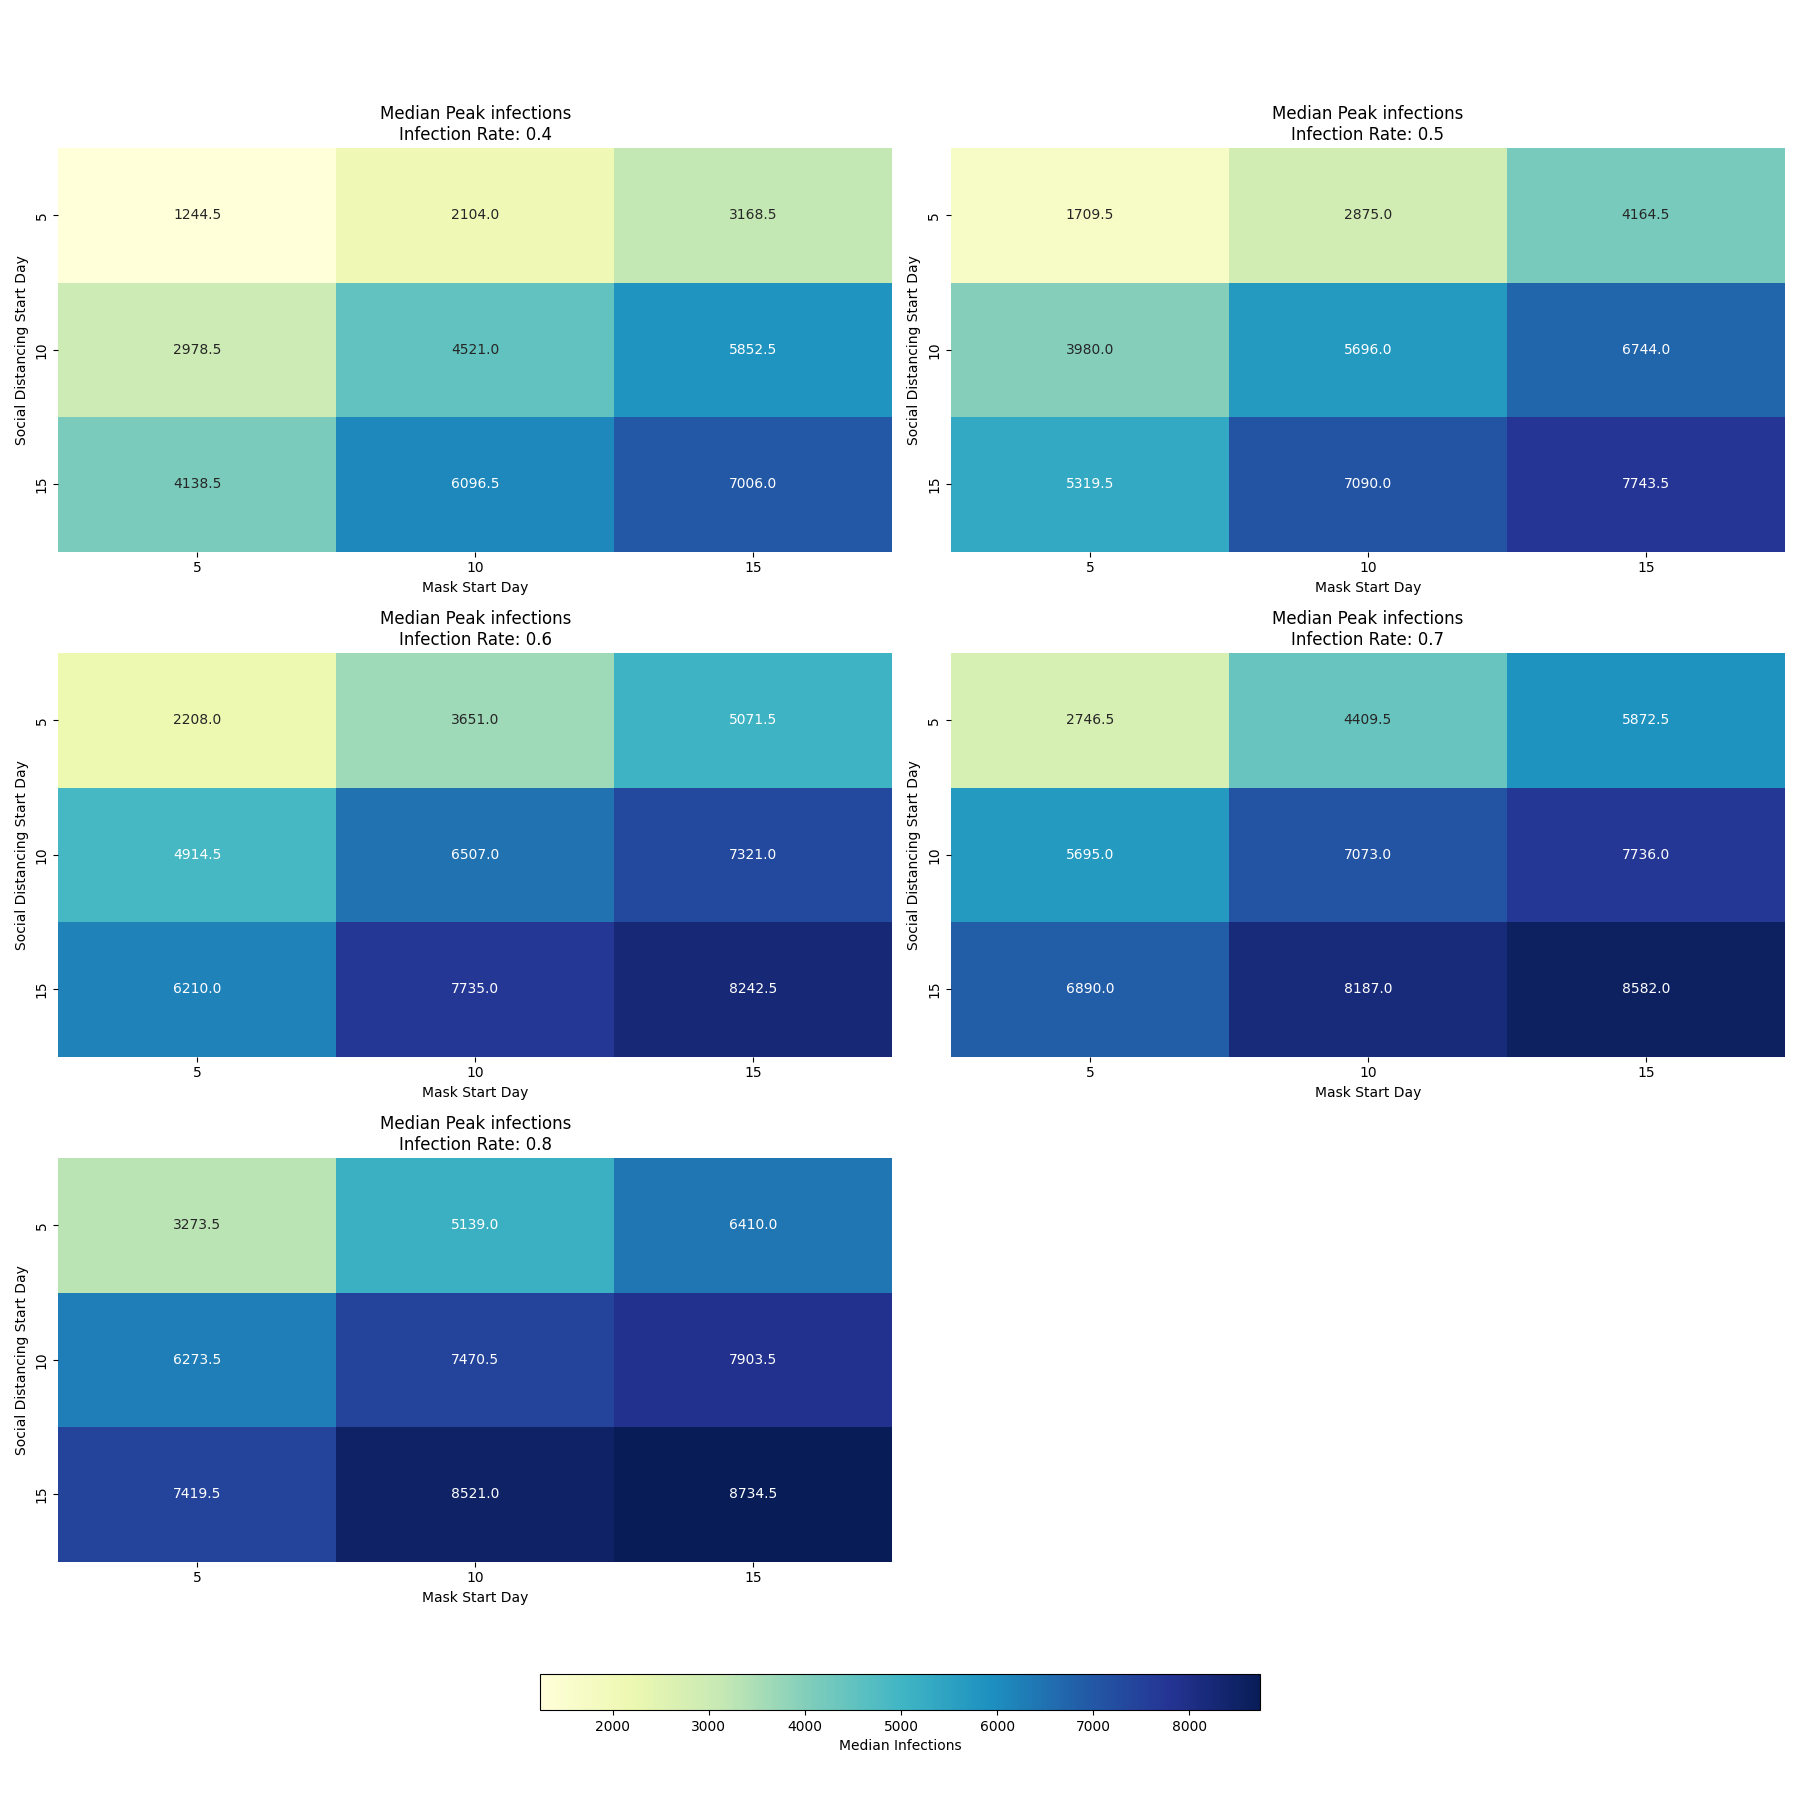 Median Peak infections
Infection Rate: 0.4
Social Distancing Start Day
5
1244.5 2104.0 3168.5
10
2978.5 4521.0 5852.5
15
4138.5 6096.5 7006.0
5 10 15
Mask Start Day
Median Peak infections
Infection Rate: 0.5
Social Distancing Start Day
5
1709.5 2875.0 4164.5
10
3980.0 5696.0 6744.0
15
5319.5 7090.0 7743.5
5 10 15
Mask Start Day
Median Peak infections
Infection Rate: 0.6
Social Distancing Start Day
5
2208.0 3651.0 5071.5
10
4914.5 6507.0 7321.0
15
6210.0 7735.0 8242.5
5 10 15
Mask Start Day
Median Peak infections
Infection Rate: 0.7
Social Distancing Start Day
5
2746.5 4409.5 5872.5
10
5695.0 7073.0 7736.0
15
6890.0 8187.0 8582.0
5 10 15
Mask Start Day
Median Peak infections
Infection Rate: 0.8
Social Distancing Start Day
5
3273.5 5139.0 6410.0
10
6273.5 7470.5 7903.5
15
7419.5 8521.0 8734.5
5 10 15
Mask Start Day
2000 3000 4000 5000 6000 7000 8000
Median Infections